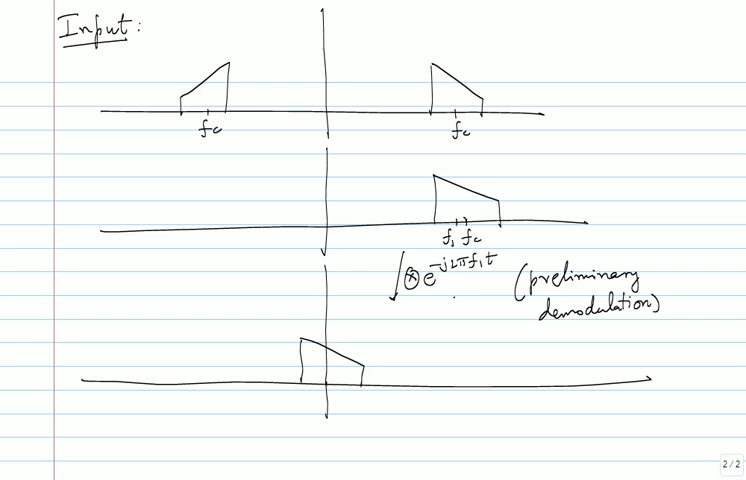 Input:
fc fc
f1 fc
⊗ e^-j2πf1t (preliminary
demodulation)
2/2